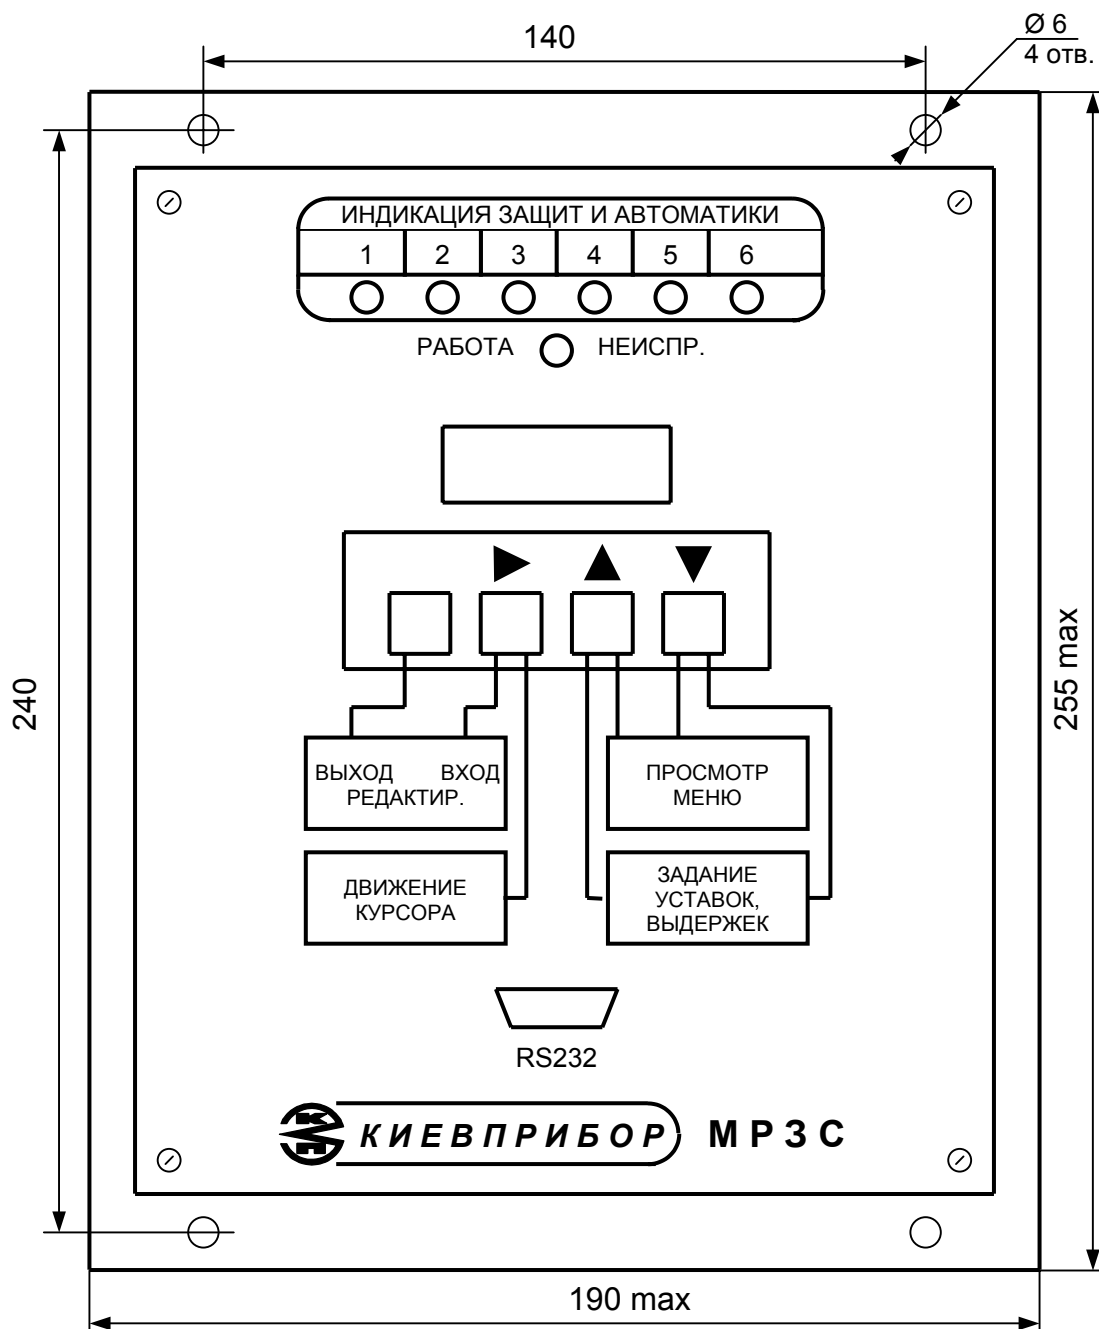 140
Ø 6
4 отв.
ИНДИКАЦИЯ ЗАЩИТ И АВТОМАТИКИ
1 2 3 4 5 6
РАБОТА НЕИСПР.
240
255 max
ВЫХОД ВХОД
РЕДАКТИР.
ПРОСМОТР
МЕНЮ
ДВИЖЕНИЕ
КУРСОРА
ЗАДАНИЕ
УСТАВОК,
ВЫДЕРЖЕК
RS232
КП
КИЕВПРИБОР МРЗС
190 max